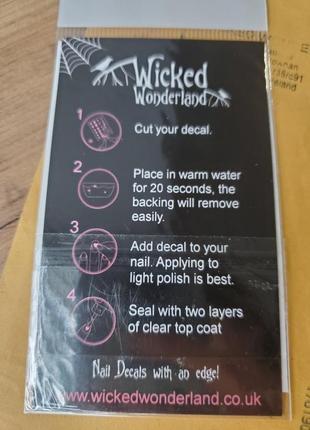 Wicked
Wonderland
1
Cut your decal.
2
Place in warm water
for 20 seconds, the
backing will remove
easily.
3
Add decal to your
nail. Applying to
light polish is best.
4
Seal with two layers
of clear top coat
Nail Decals with an edge!
www.wickedwonderland.co.uk